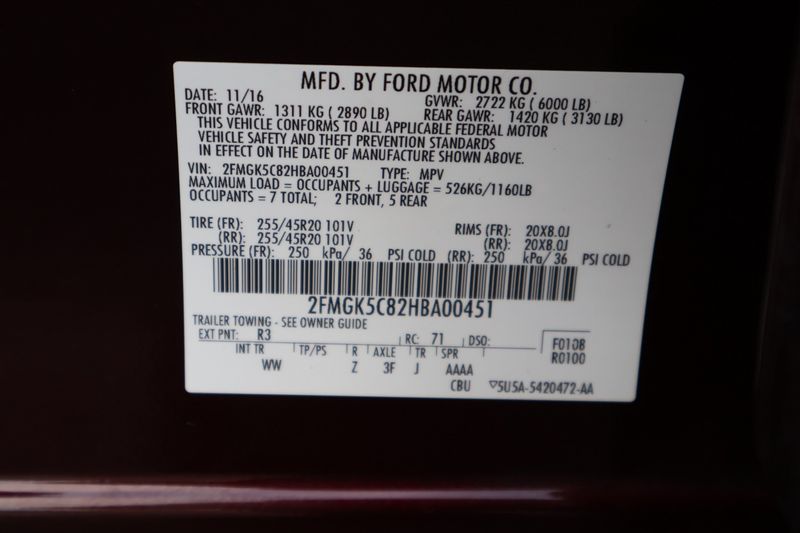 MFD. BY FORD MOTOR CO.
DATE: 11/16 GVWR: 2722 KG ( 6000 LB)
FRONT GAWR: 1311 KG ( 2890 LB) REAR GAWR: 1420 KG ( 3130 LB)
THIS VEHICLE CONFORMS TO ALL APPLICABLE FEDERAL MOTOR
VEHICLE SAFETY AND THEFT PREVENTION STANDARDS
IN EFFECT ON THE DATE OF MANUFACTURE SHOWN ABOVE.
VIN: 2FMGK5C82HBA00451 TYPE: MPV
MAXIMUM LOAD = OCCUPANTS + LUGGAGE = 526KG/1160LB
OCCUPANTS = 7 TOTAL; 2 FRONT, 5 REAR
TIRE (FR): 255/45R20 101V RIMS (FR): 20X8.0J
(RR): 255/45R20 101V (RR): 20X8.0J
PRESSURE (FR): 250 kPa/ 36 PSI COLD (RR): 250 kPa/ 36 PSI COLD
2FMGK5C82HBA00451
TRAILER TOWING - SEE OWNER GUIDE
EXT PNT: R3 RC: 71 DSO: F010B
R0100
INT TR TP/PS R AXLE TR SPR
WW Z 3F J AAAA
CBU ▽5U5A-5420472-AA